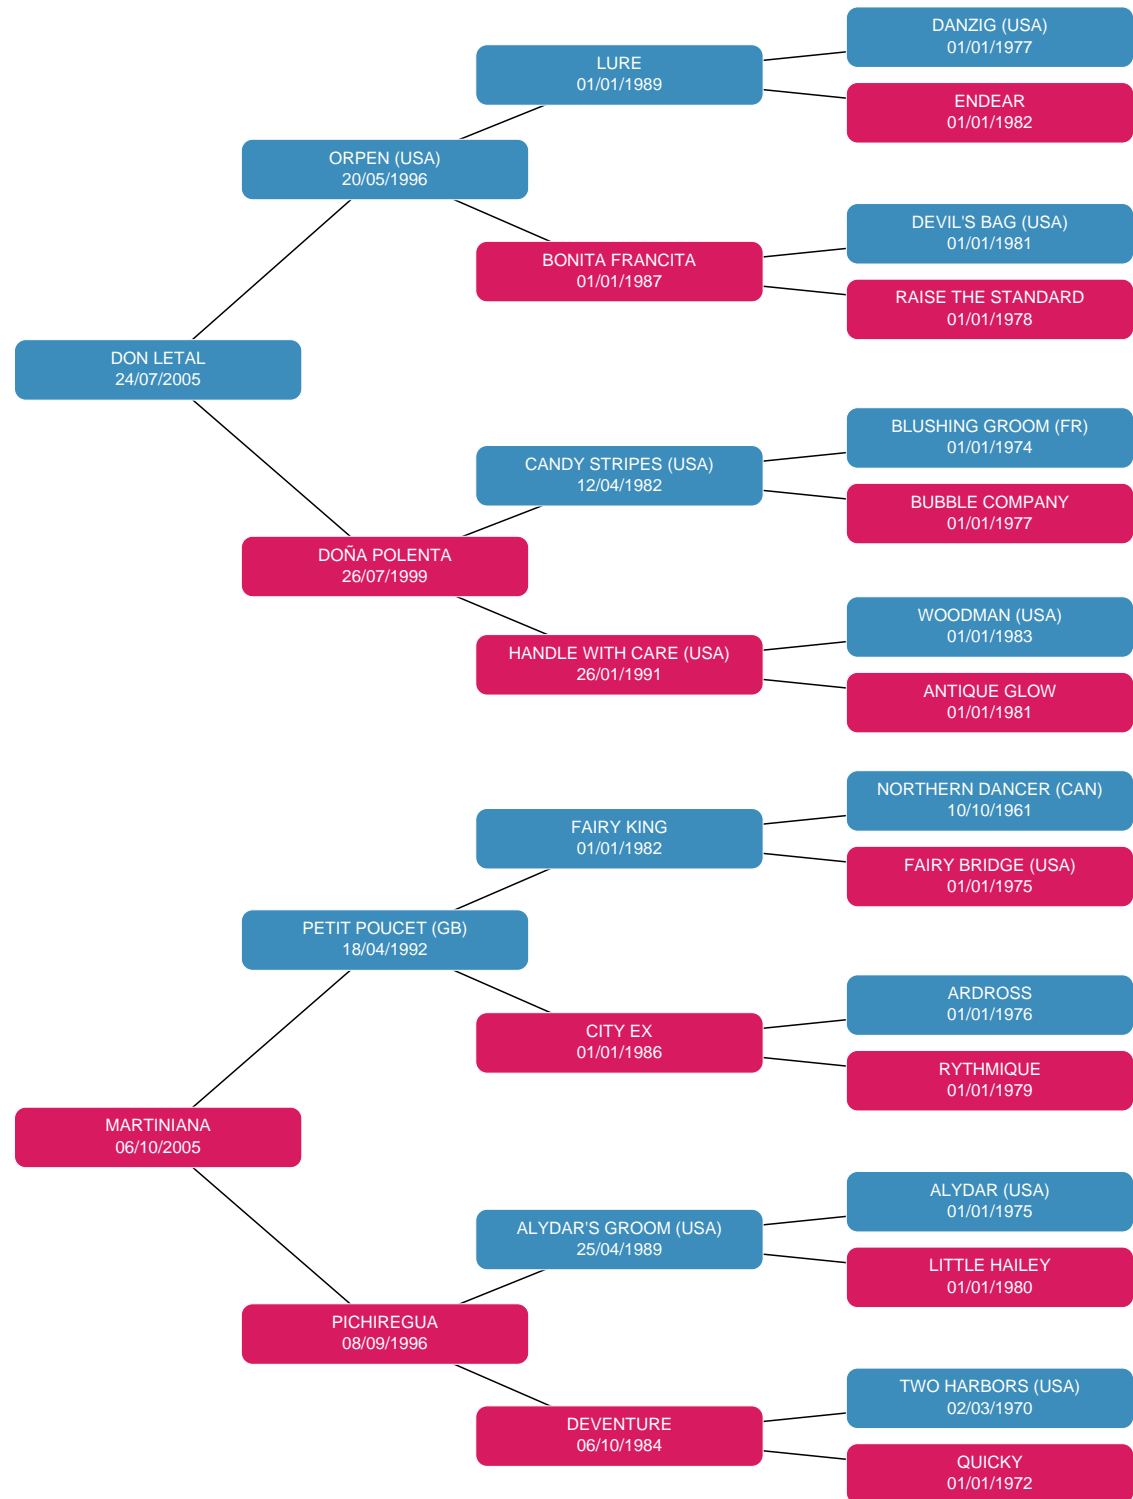 DANZIG (USA)
01/01/1977
LURE
01/01/1989
ENDEAR
01/01/1982
ORPEN (USA)
20/05/1996
DEVIL'S BAG (USA)
01/01/1981
BONITA FRANCITA
01/01/1987
RAISE THE STANDARD
01/01/1978
DON LETAL
24/07/2005
BLUSHING GROOM (FR)
01/01/1974
CANDY STRIPES (USA)
12/04/1982
BUBBLE COMPANY
01/01/1977
DOÑA POLENTA
26/07/1999
WOODMAN (USA)
01/01/1983
HANDLE WITH CARE (USA)
26/01/1991
ANTIQUE GLOW
01/01/1981
NORTHERN DANCER (CAN)
10/10/1961
FAIRY KING
01/01/1982
FAIRY BRIDGE (USA)
01/01/1975
PETIT POUCET (GB)
18/04/1992
ARDROSS
01/01/1976
CITY EX
01/01/1986
RYTHMIQUE
01/01/1979
MARTINIANA
06/10/2005
ALYDAR (USA)
01/01/1975
ALYDAR'S GROOM (USA)
25/04/1989
LITTLE HAILEY
01/01/1980
PICHIREGUA
08/09/1996
TWO HARBORS (USA)
02/03/1970
DEVENTURE
06/10/1984
QUICKY
01/01/1972